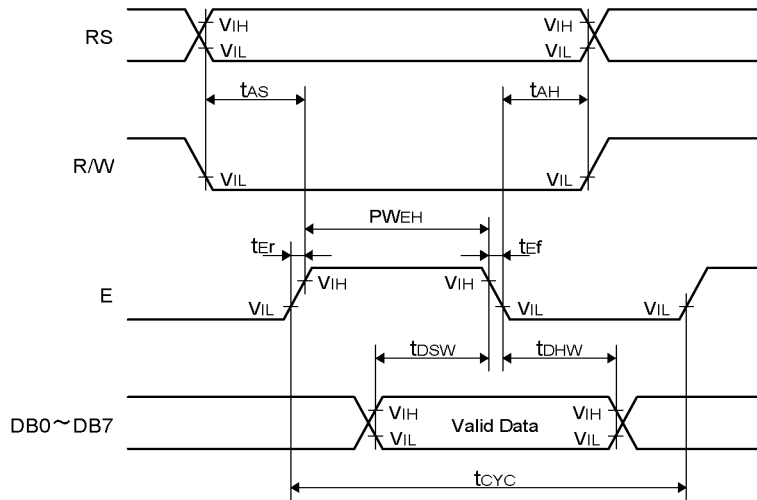 RS
VIH
VIH
VIL
VIL
tAS
tAH
R/W
VIL
VIL
PWEH
tEr
tEf
E
VIH
VIH
VIL
VIL
VIL
tDSW
tDHW
DB0～DB7
VIH
Valid Data
VIH
VIL
VIL
tCYC